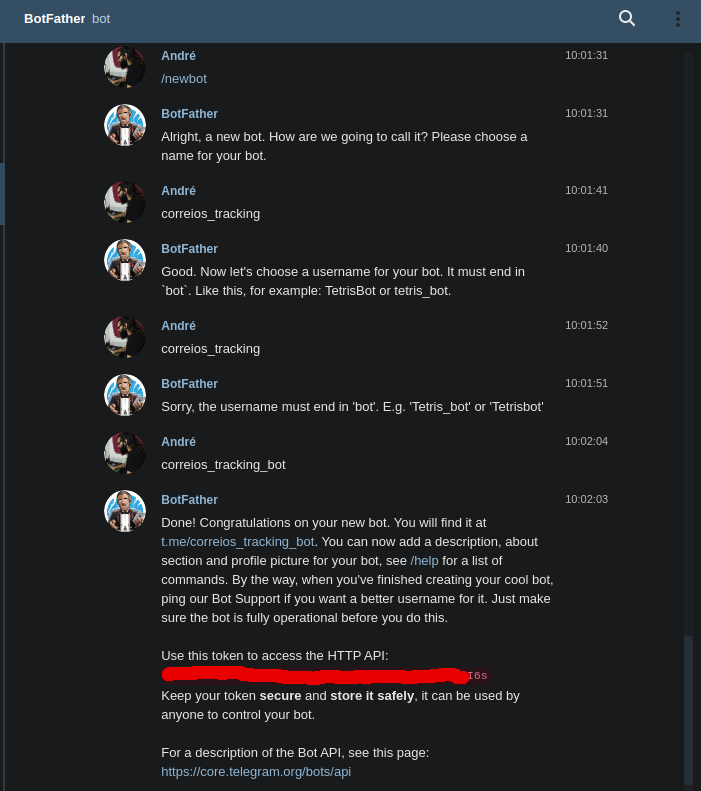 BotFather bot
André 10:01:31
/newbot
BotFather 10:01:31
Alright, a new bot. How are we going to call it? Please choose a
name for your bot.
André 10:01:41
correios_tracking
BotFather 10:01:40
Good. Now let's choose a username for your bot. It must end in
`bot`. Like this, for example: TetrisBot or tetris_bot.
André 10:01:52
correios_tracking
BotFather 10:01:51
Sorry, the username must end in 'bot'. E.g. 'Tetris_bot' or 'Tetrisbot'
André 10:02:04
correios_tracking_bot
BotFather 10:02:03
Done! Congratulations on your new bot. You will find it at
t.me/correios_tracking_bot. You can now add a description, about
section and profile picture for your bot, see /help for a list of
commands. By the way, when you've finished creating your cool bot,
ping our Bot Support if you want a better username for it. Just make
sure the bot is fully operational before you do this.
Use this token to access the HTTP API:
I6s
Keep your token secure and store it safely, it can be used by
anyone to control your bot.
For a description of the Bot API, see this page:
https://core.telegram.org/bots/api